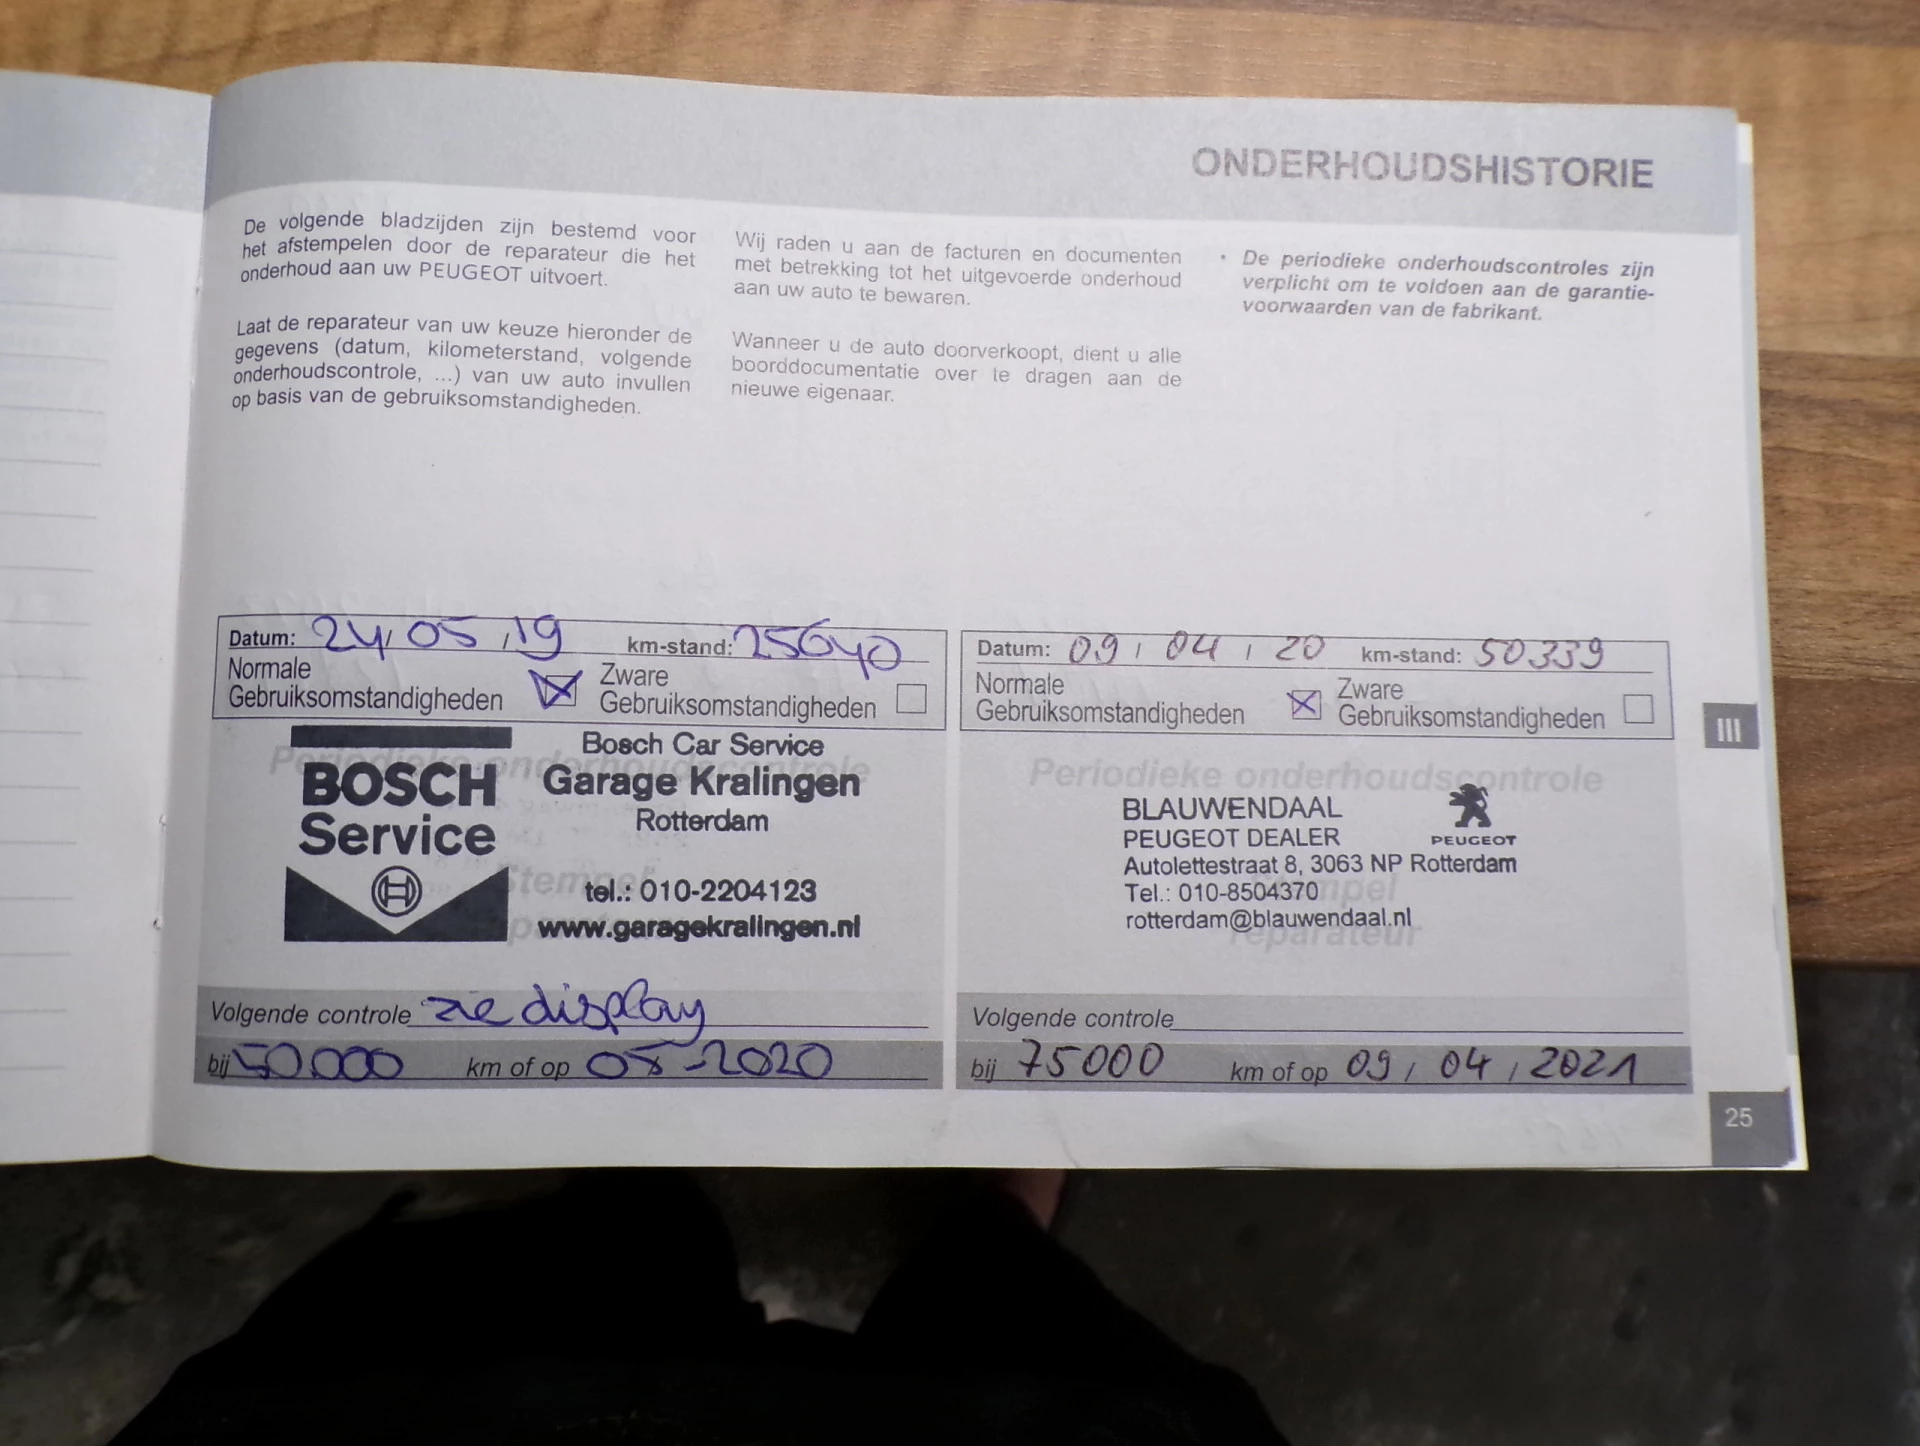 ONDERHOUDSHISTORIE
De volgende bladzijden zijn bestemd voor
het afstempelen door de reparateur die het
onderhoud aan uw PEUGEOT uitvoert.
Laat de reparateur van uw keuze hieronder de
gegevens (datum, kilometerstand, volgende
onderhoudscontrole, ...) van uw auto invullen
op basis van de gebruiksomstandigheden.
Wij raden u aan de facturen en documenten
met betrekking tot het uitgevoerde onderhoud
aan uw auto te bewaren.
Wanneer u de auto doorverkoopt, dient u alle
boorddocumentatie over te dragen aan de
nieuwe eigenaar.
• De periodieke onderhoudscontroles zijn
verplicht om te voldoen aan de garantie-
voorwaarden van de fabrikant.
Datum: 24, 05, 19 km-stand: 25640
Normale
Gebruiksomstandigheden
Zware
Gebruiksomstandigheden
Periodieke onderhoudscontrole
BOSCH
Service
Bosch Car Service
Garage Kralingen
Rotterdam
tel.: 010-2204123
www.garagekralingen.nl
Stempel
reparateur
Volgende controle zie display
bij 50.000 km of op 05-2020
Datum: 09, 04, 20 km-stand: 50339
Normale
Gebruiksomstandigheden
Zware
Gebruiksomstandigheden
Periodieke onderhoudscontrole
BLAUWENDAAL
PEUGEOT DEALER
PEUGEOT
Autolettestraat 8, 3063 NP Rotterdam
Tel.: 010-8504370
rotterdam@blauwendaal.nl
Stempel
reparateur
Volgende controle
bij 75000 km of op 09, 04, 2021
III
25